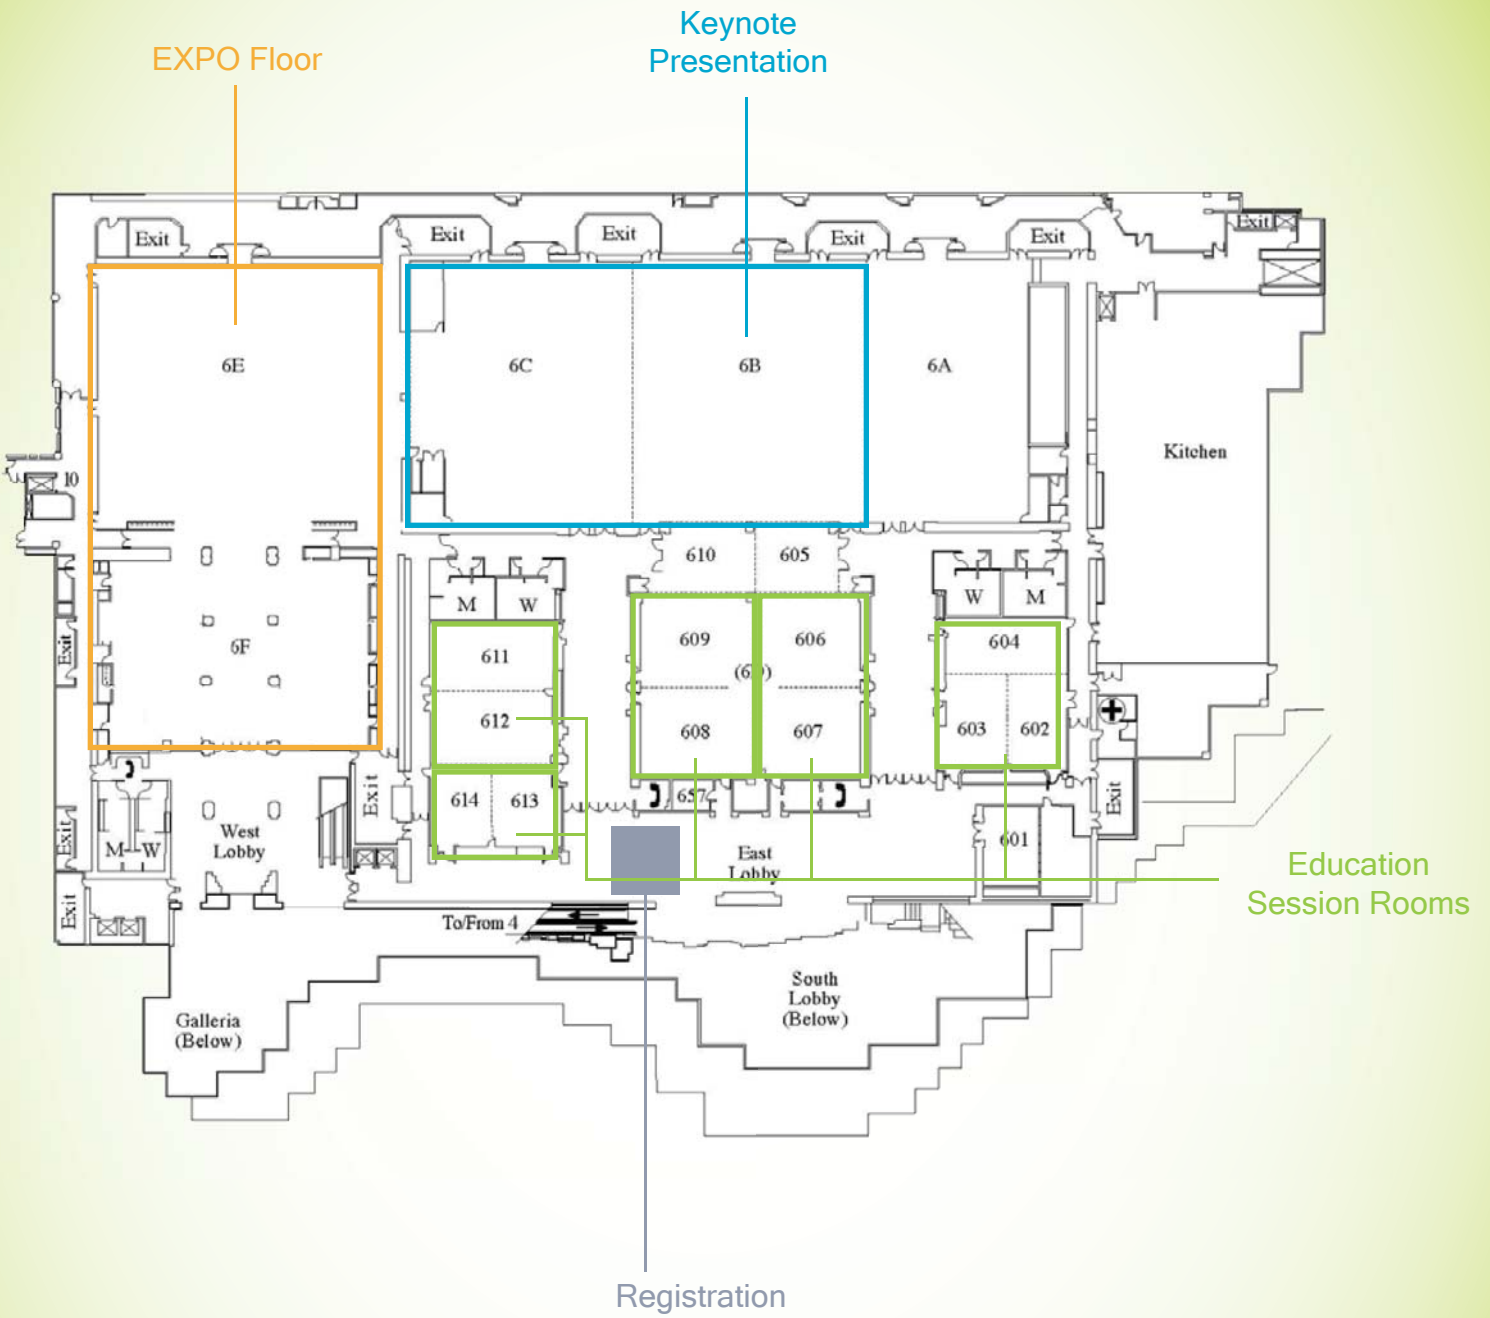 Keynote
Presentation
EXPO Floor
Exit
Exit
Exit
Exit
Exit
Exit
6E
6C
6B
6A
Kitchen
10
610
605
M
W
W
M
609
606
604
611
6F
Exit
612
608
607
603
602
614
613
657
Exit
Exit
Exit
West
Lobby
M
W
601
East
Lobby
Education
Session Rooms
Exit
To/From 4
South
Lobby
(Below)
Galleria
(Below)
Registration